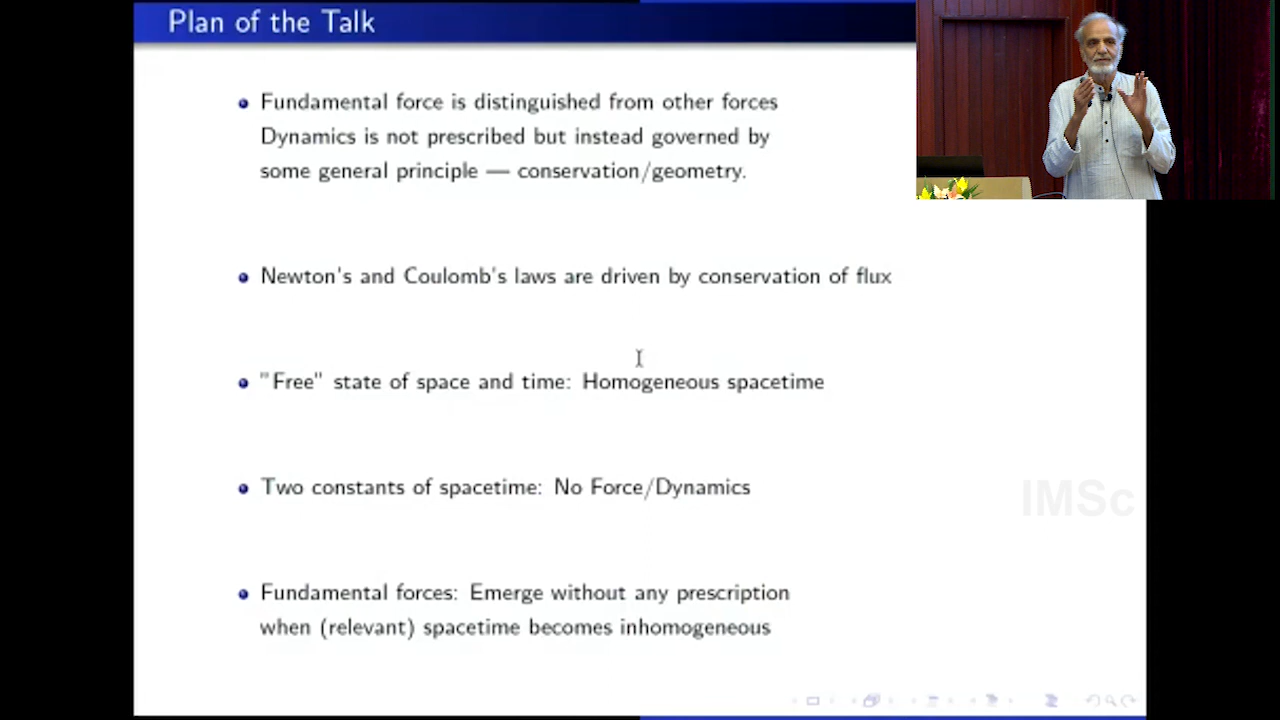 Plan of the Talk
Fundamental force is distinguished from other forces
Dynamics is not prescribed but instead governed by
some general principle — conservation/geometry.
Newton's and Coulomb's laws are driven by conservation of flux
"Free" state of space and time: Homogeneous spacetime
Two constants of spacetime: No Force/Dynamics
IMSc
Fundamental forces: Emerge without any prescription
when (relevant) spacetime becomes inhomogeneous